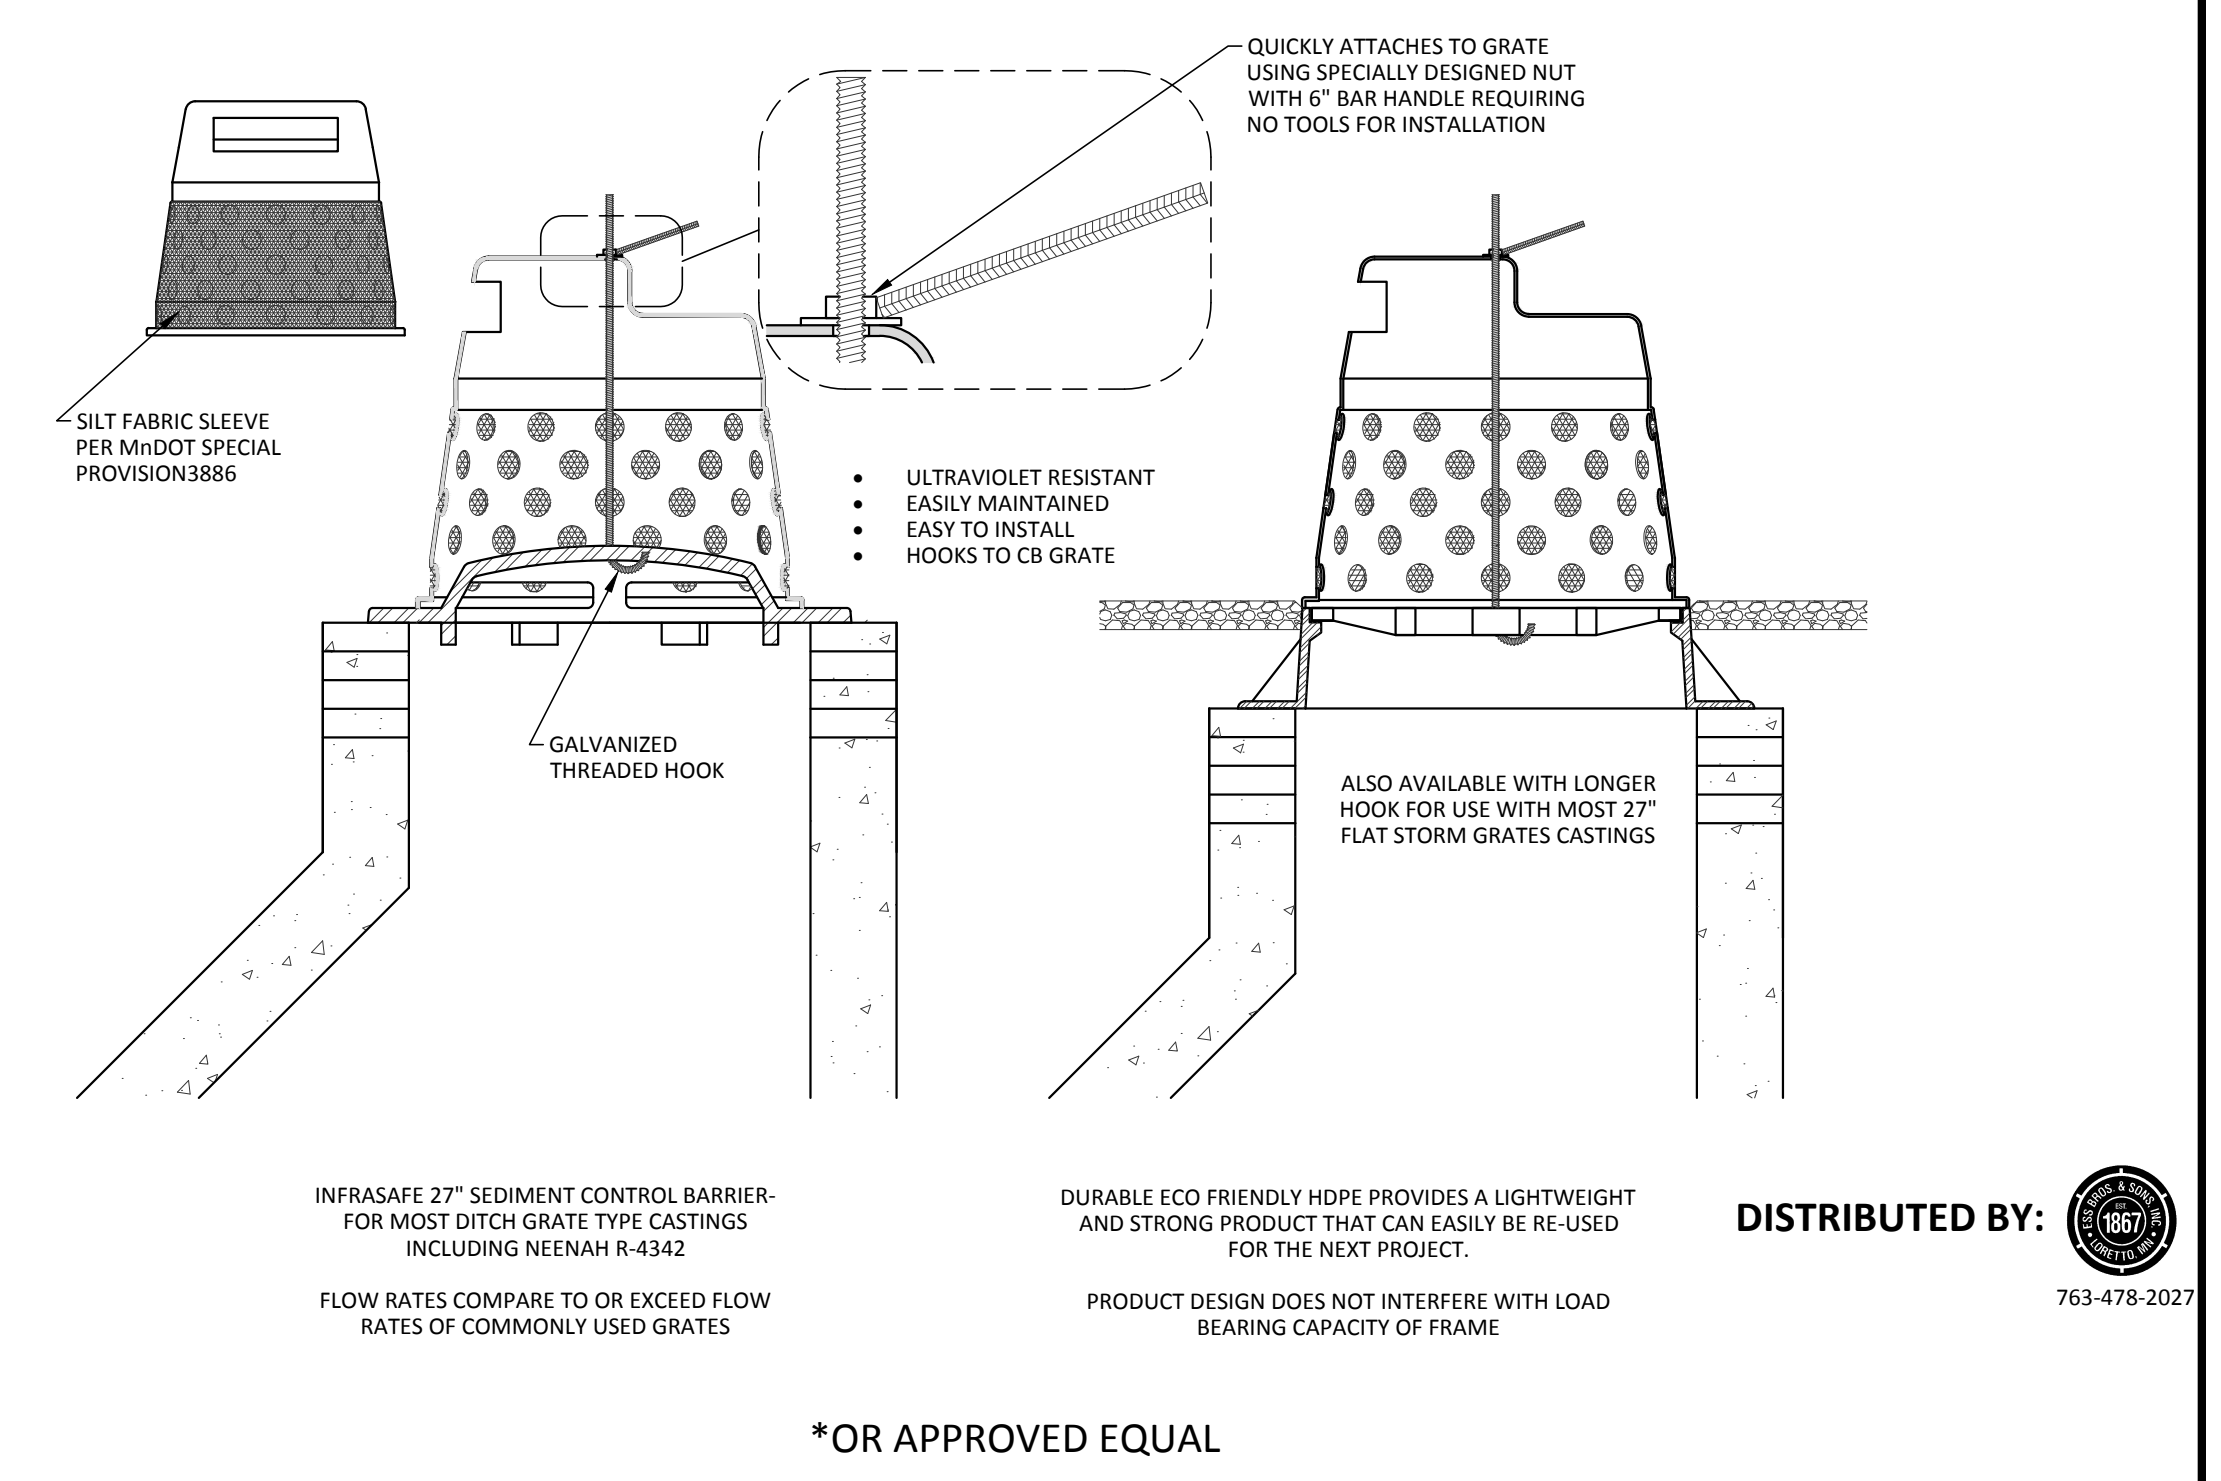 QUICKLY ATTACHES TO GRATE
USING SPECIALLY DESIGNED NUT
WITH 6" BAR HANDLE REQUIRING
NO TOOLS FOR INSTALLATION
SILT FABRIC SLEEVE
PER MnDOT SPECIAL
PROVISION3886
• ULTRAVIOLET RESISTANT
• EASILY MAINTAINED
• EASY TO INSTALL
• HOOKS TO CB GRATE
GALVANIZED
THREADED HOOK
ALSO AVAILABLE WITH LONGER
HOOK FOR USE WITH MOST 27"
FLAT STORM GRATES CASTINGS
INFRASAFE 27" SEDIMENT CONTROL BARRIER-
FOR MOST DITCH GRATE TYPE CASTINGS
INCLUDING NEENAH R-4342
FLOW RATES COMPARE TO OR EXCEED FLOW
RATES OF COMMONLY USED GRATES
DURABLE ECO FRIENDLY HDPE PROVIDES A LIGHTWEIGHT
AND STRONG PRODUCT THAT CAN EASILY BE RE-USED
FOR THE NEXT PROJECT.
PRODUCT DESIGN DOES NOT INTERFERE WITH LOAD
BEARING CAPACITY OF FRAME
DISTRIBUTED BY:
ESS BROS. & SONS, INC.
EST.
1867
• LORETTO, MN •
763-478-2027
*OR APPROVED EQUAL